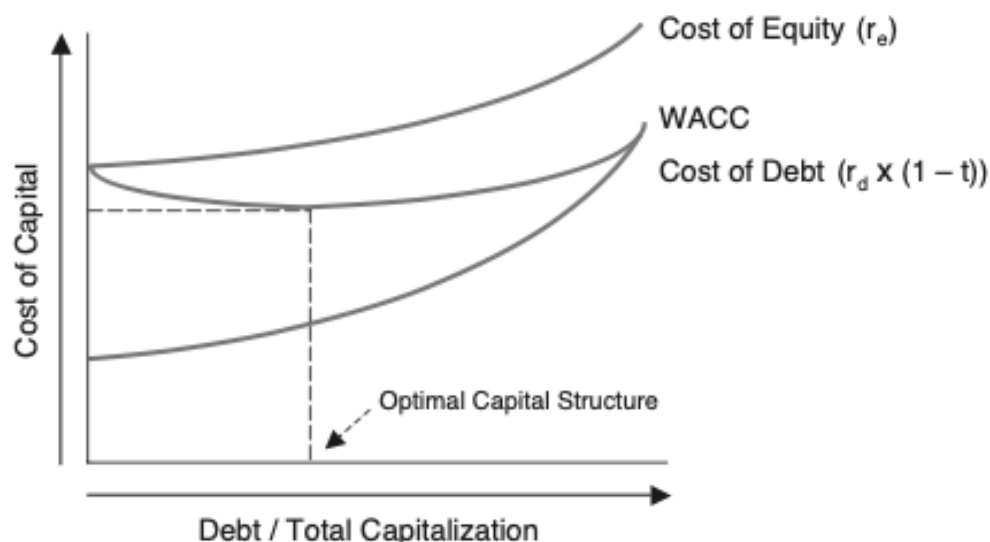 Cost of Equity (rₑ)
WACC
Cost of Debt (r_d x (1 – t))
Cost of Capital
Optimal Capital Structure
Debt / Total Capitalization